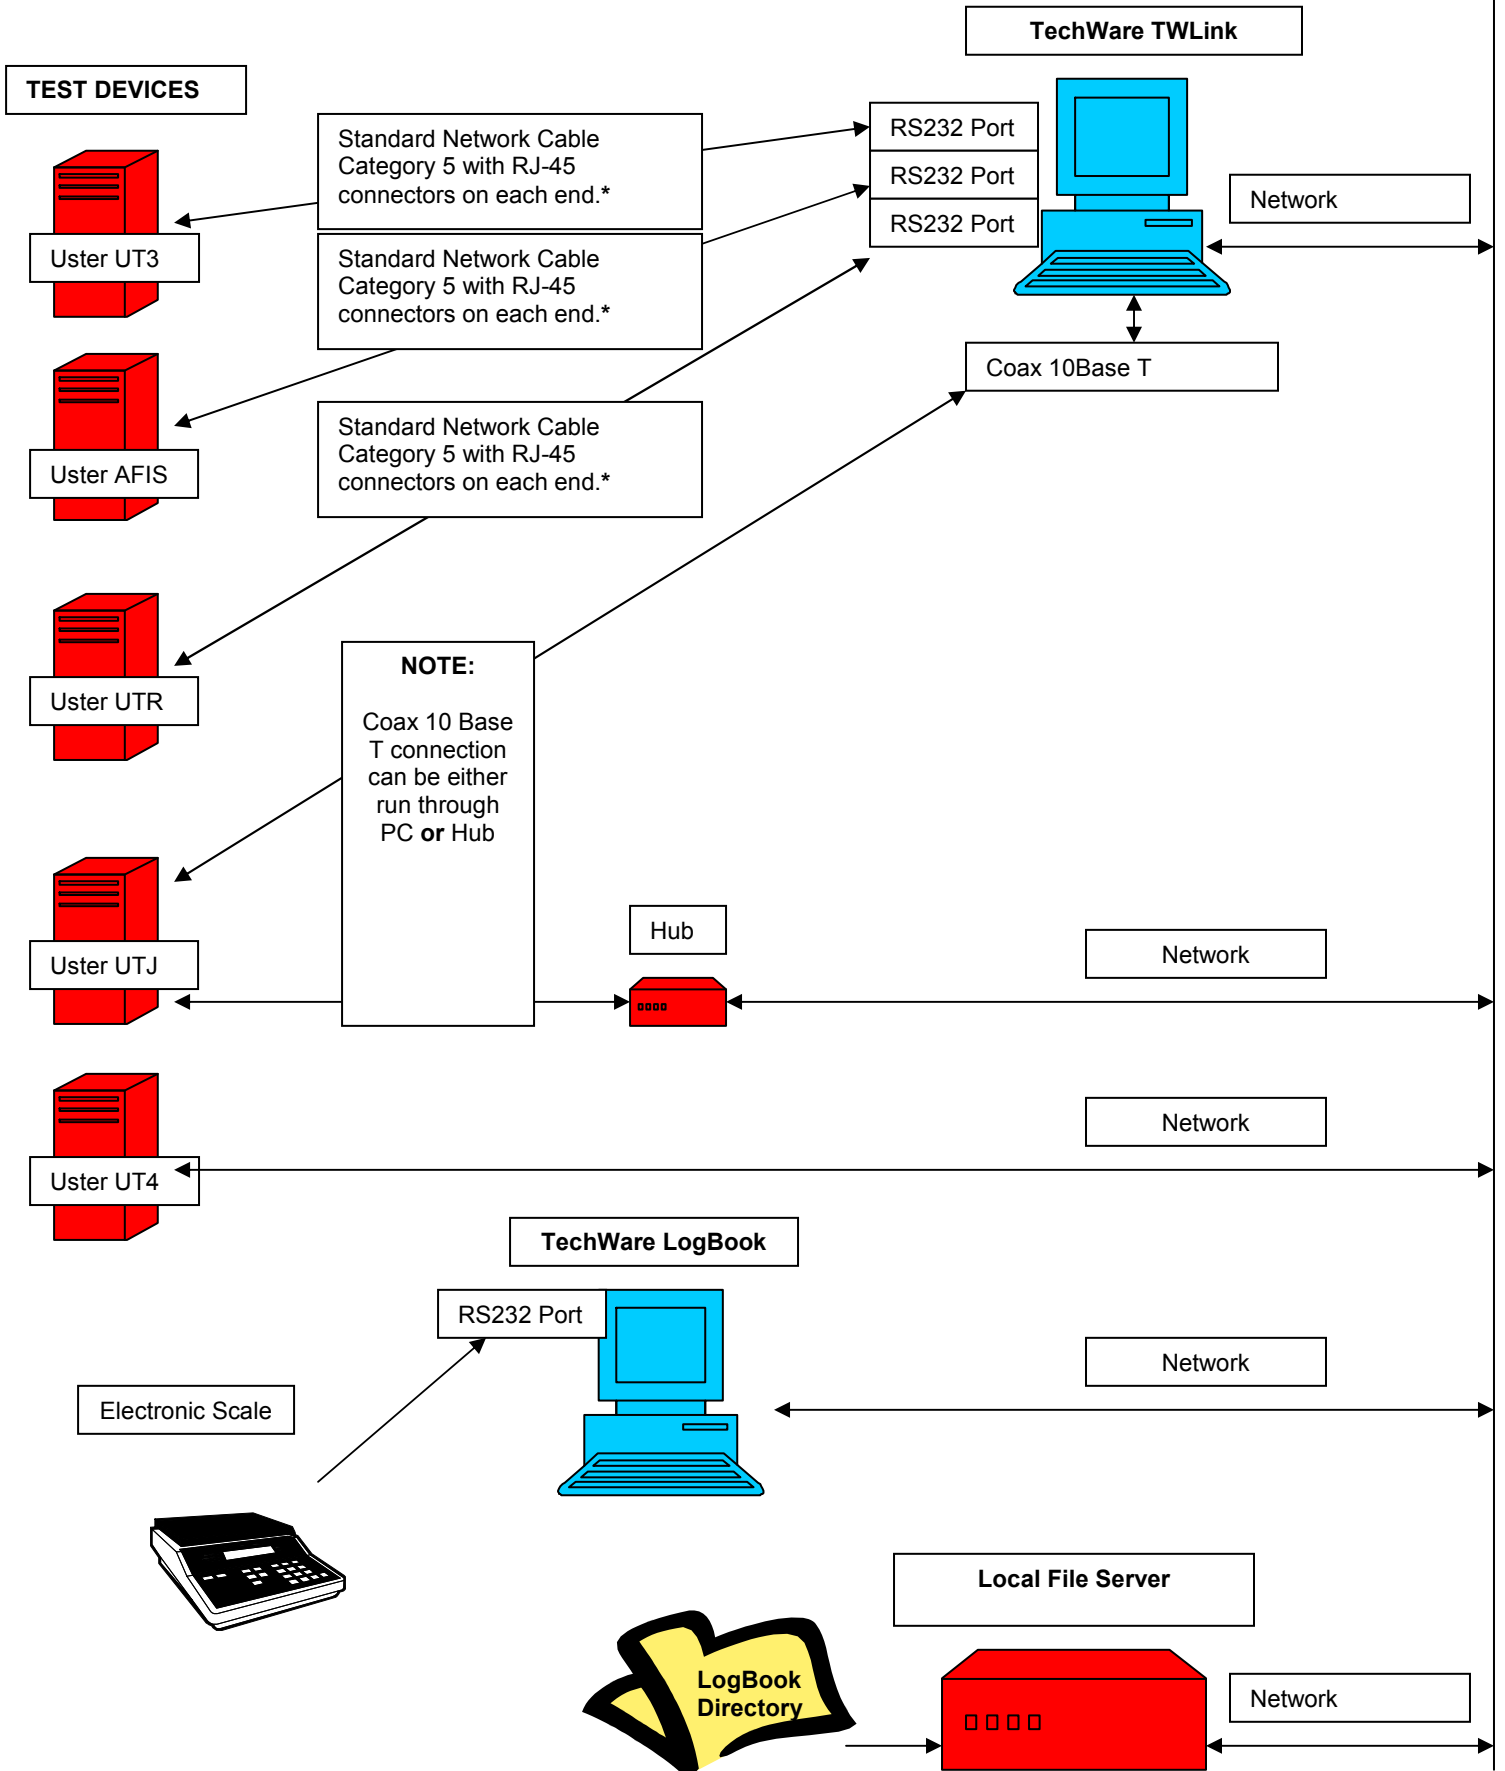 TechWare TWLink
TEST DEVICES
Standard Network Cable
Category 5 with RJ-45
connectors on each end.*
RS232 Port
RS232 Port
RS232 Port
Network
Uster UT3
Standard Network Cable
Category 5 with RJ-45
connectors on each end.*
Coax 10Base T
Uster AFIS
Standard Network Cable
Category 5 with RJ-45
connectors on each end.*
Uster UTR
NOTE:
Coax 10 Base
T connection
can be either
run through
PC or Hub
Hub
Network
Uster UTJ
Network
Uster UT4
TechWare LogBook
RS232 Port
Network
Electronic Scale
Local File Server
LogBook
Directory
Network